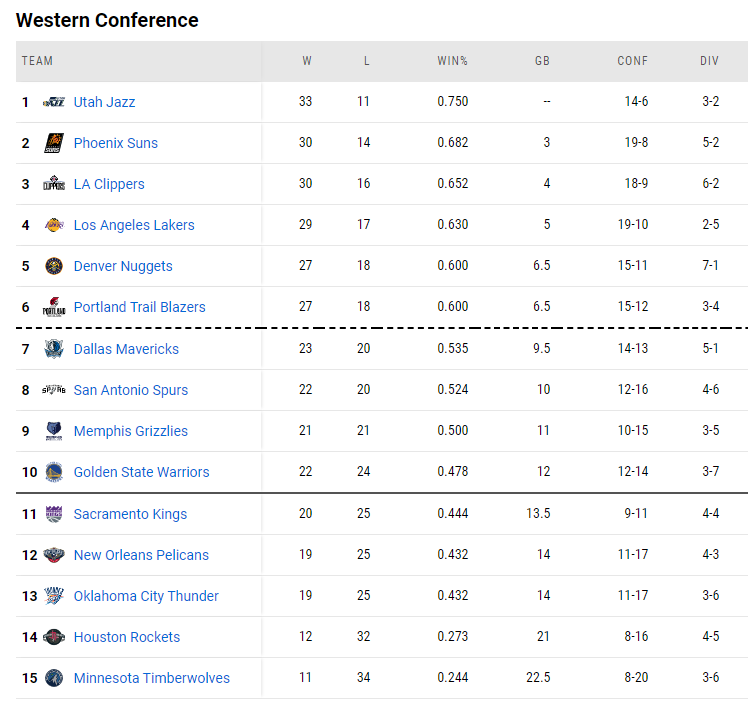 Western Conference
TEAM W L WIN% GB CONF DIV
1 Utah Jazz 33 11 0.750 -- 14-6 3-2
2 Phoenix Suns 30 14 0.682 3 19-8 5-2
3 LA Clippers 30 16 0.652 4 18-9 6-2
4 Los Angeles Lakers 29 17 0.630 5 19-10 2-5
5 Denver Nuggets 27 18 0.600 6.5 15-11 7-1
6 Portland Trail Blazers 27 18 0.600 6.5 15-12 3-4
7 Dallas Mavericks 23 20 0.535 9.5 14-13 5-1
8 San Antonio Spurs 22 20 0.524 10 12-16 4-6
9 Memphis Grizzlies 21 21 0.500 11 10-15 3-5
10 Golden State Warriors 22 24 0.478 12 12-14 3-7
11 Sacramento Kings 20 25 0.444 13.5 9-11 4-4
12 New Orleans Pelicans 19 25 0.432 14 11-17 4-3
13 Oklahoma City Thunder 19 25 0.432 14 11-17 3-6
14 Houston Rockets 12 32 0.273 21 8-16 4-5
15 Minnesota Timberwolves 11 34 0.244 22.5 8-20 3-6